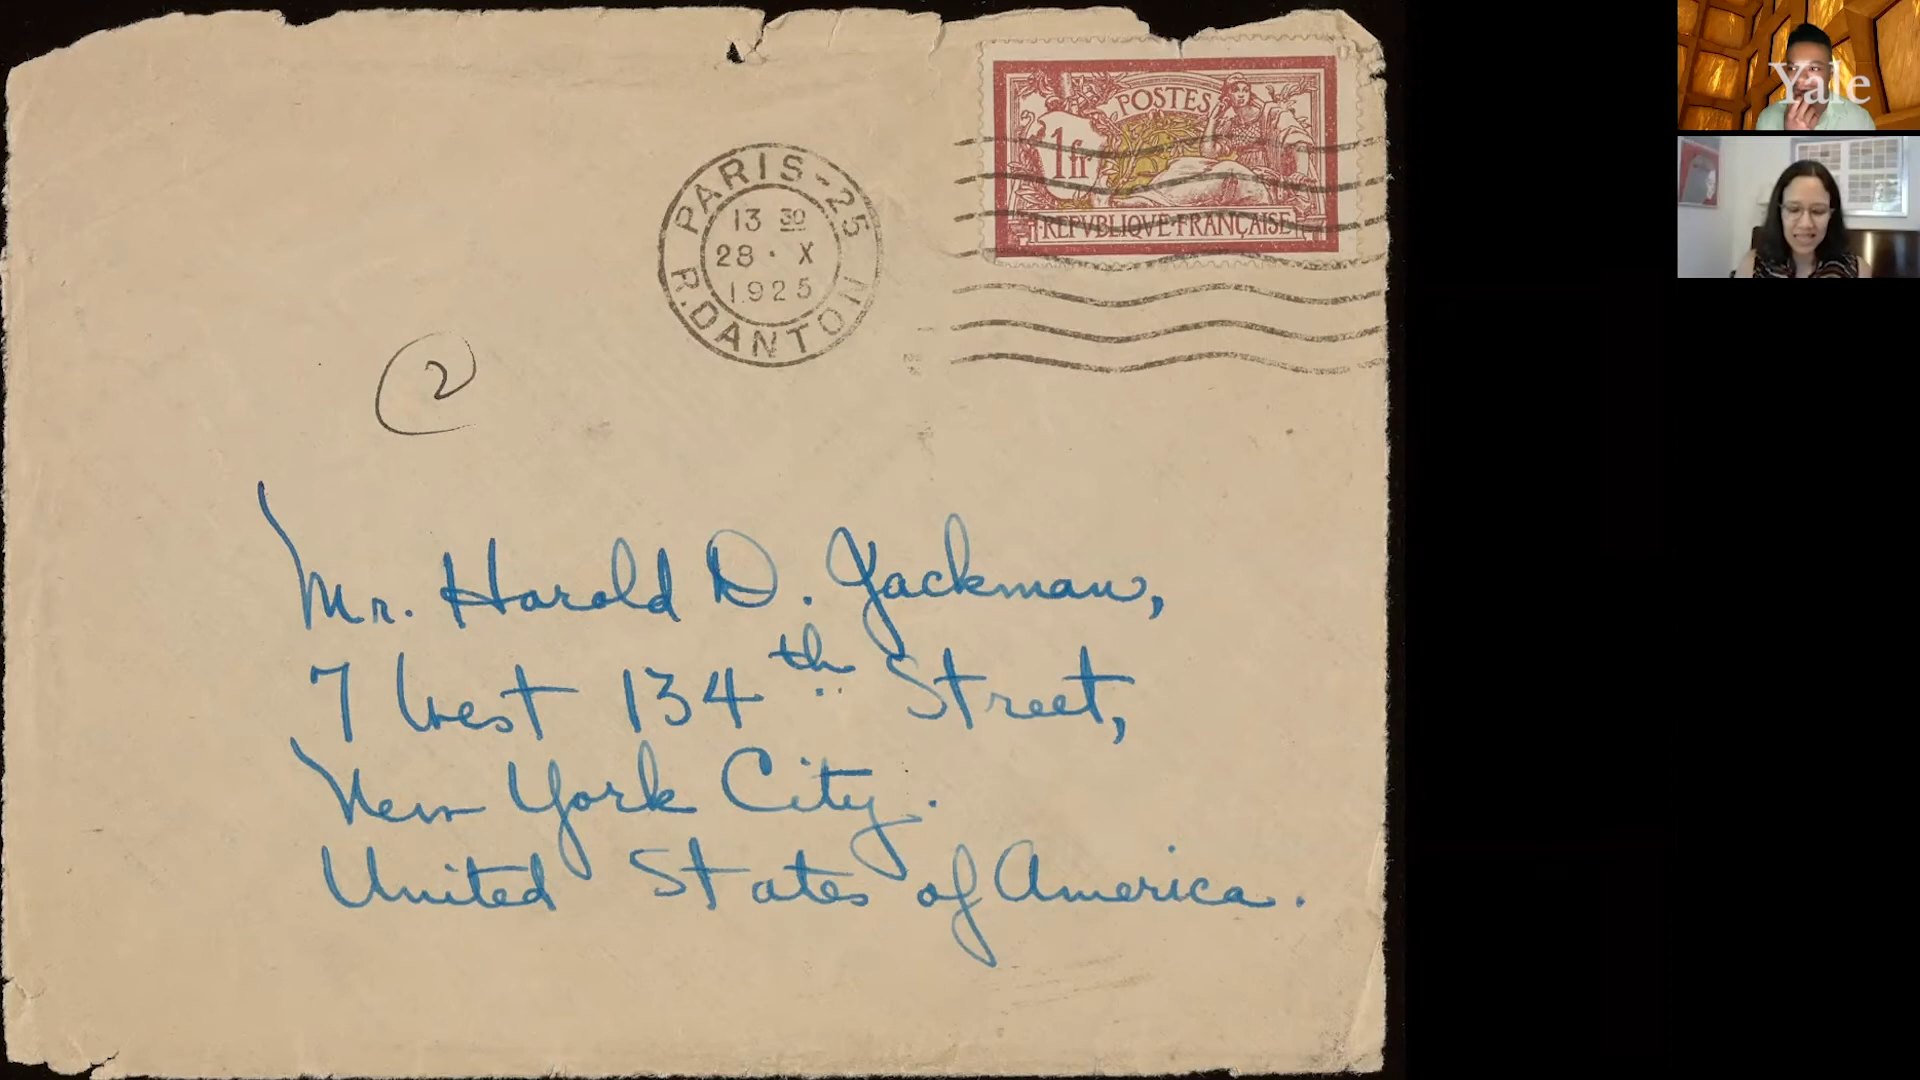 POSTES
1fr
REPVBLIQVE·FRANÇAISE
PARIS-25
13 30
28 · X
1925
R.DANTON
2
Mr. Harold D. Jackman,
7 West 134th Street,
New York City.
United States of America.
Yale